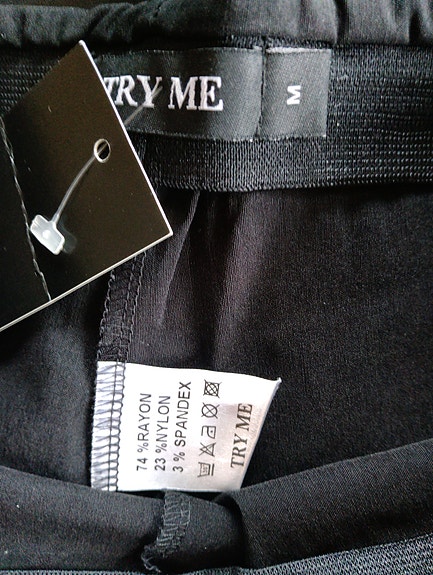 TRY ME
M
74 %RAYON
23 %NYLON
3 % SPANDEX
TRY ME